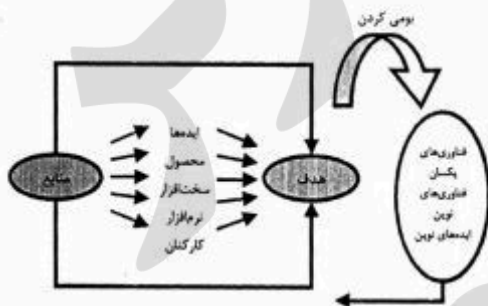 بومی کردن
ایده‌ها
محصول
سخت‌افزار
نرم‌افزار
کارکنان
منابع
هدف
فناوری‌های
یکسان
فناوری‌های
نوین
ایده‌های نوین